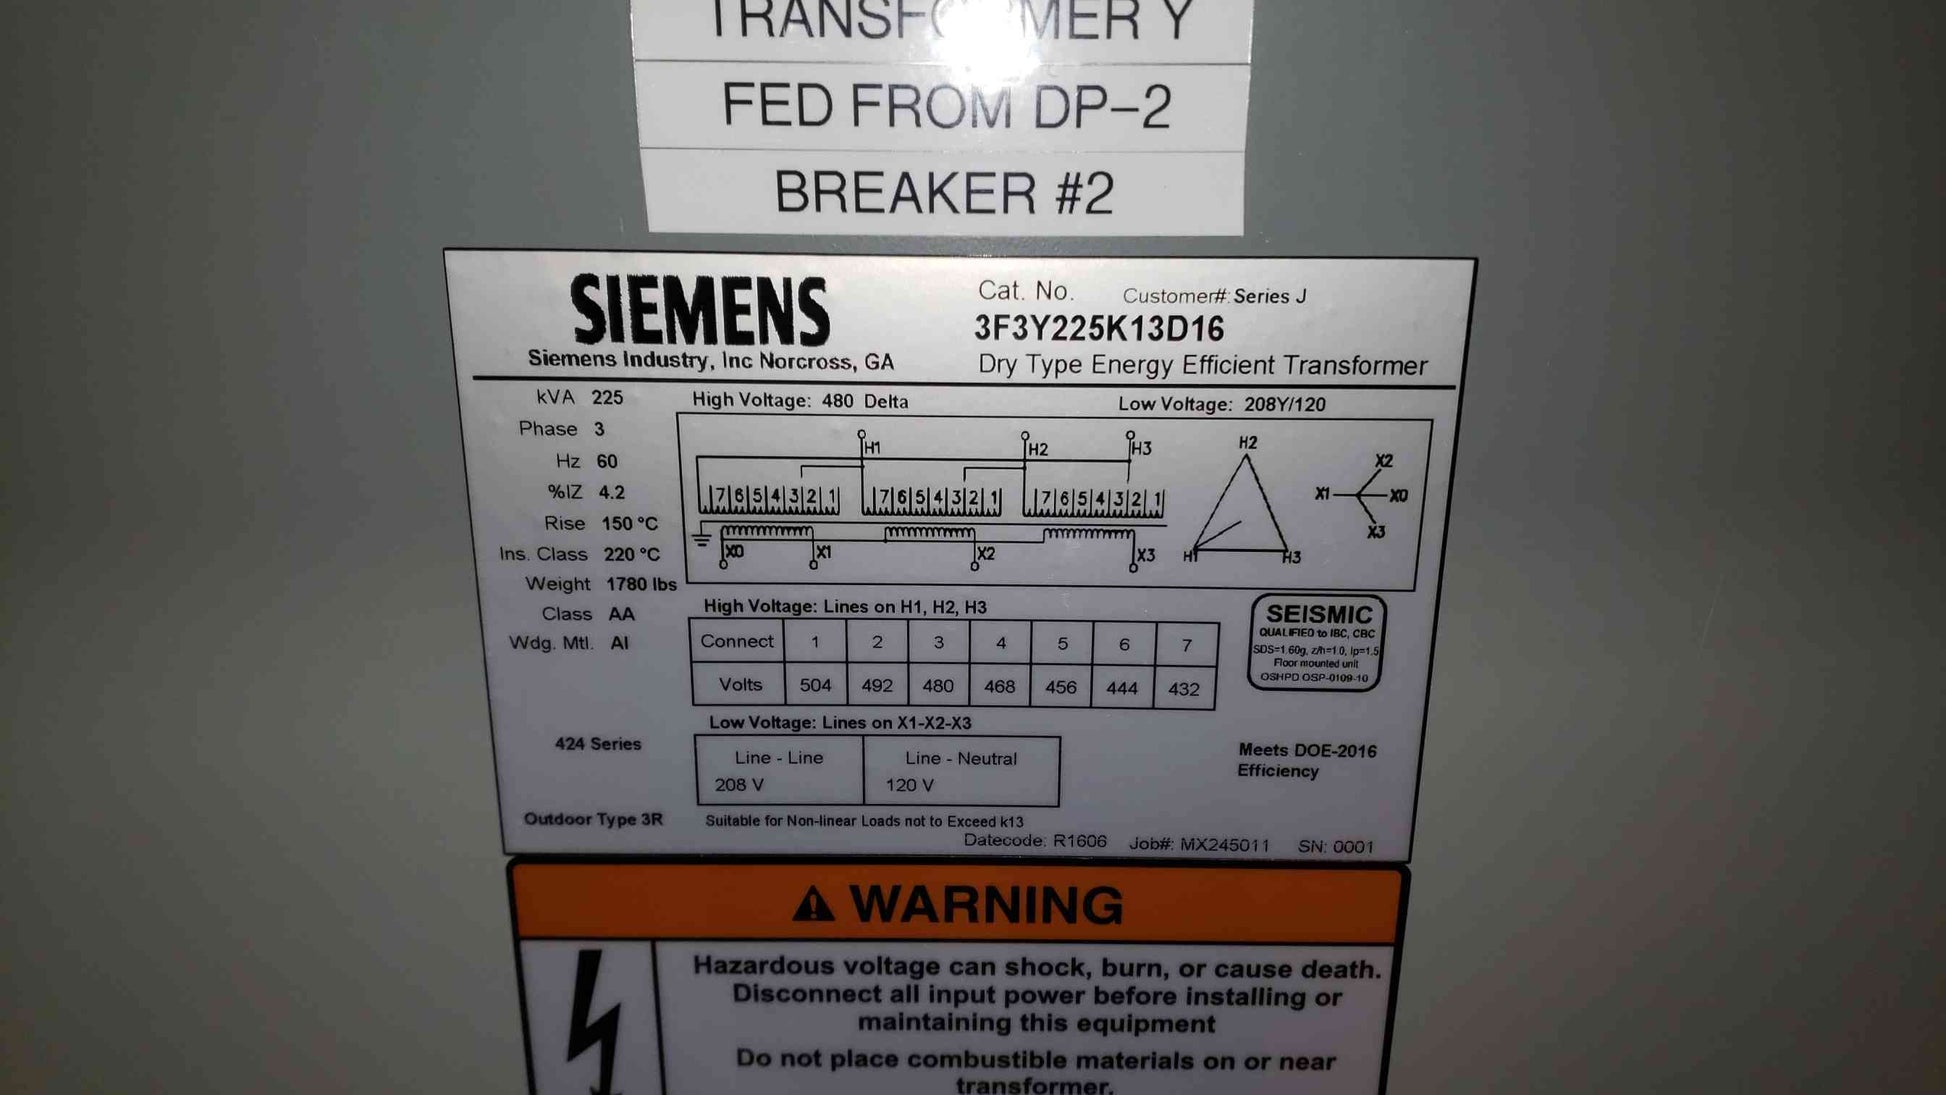 TRANSFORMER Y
FED FROM DP-2
BREAKER #2
SIEMENS
Siemens Industry, Inc Norcross, GA
Cat. No. Customer#: Series J
3F3Y225K13D16
Dry Type Energy Efficient Transformer
kVA 225
Phase 3
Hz 60
%IZ 4.2
Rise 150 °C
Ins. Class 220 °C
Weight 1780 lbs
Class AA
Wdg. Mtl. Al
424 Series
Outdoor Type 3R
High Voltage: 480 Delta Low Voltage: 208Y/120
H1 H2 H3 H2
7 6 5 4 3 2 1 7 6 5 4 3 2 1 7 6 5 4 3 2 1
X0 X1 X2 X3 H1 H3
X2
X1 X0
X3
High Voltage: Lines on H1, H2, H3
Connect 1 2 3 4 5 6 7
Volts 504 492 480 468 456 444 432
Low Voltage: Lines on X1-X2-X3
Line - Line Line - Neutral
208 V 120 V
SEISMIC
QUALIFIED to IBC, CBC
SDS=1.60g, z/h=1.0, Ip=1.5
Floor mounted unit
OSHPD OSP-0109-10
Meets DOE-2016
Efficiency
Suitable for Non-linear Loads not to Exceed k13
Datecode: R1606 Job#: MX245011 SN: 0001
WARNING
Hazardous voltage can shock, burn, or cause death.
Disconnect all input power before installing or
maintaining this equipment
Do not place combustible materials on or near
transformer.